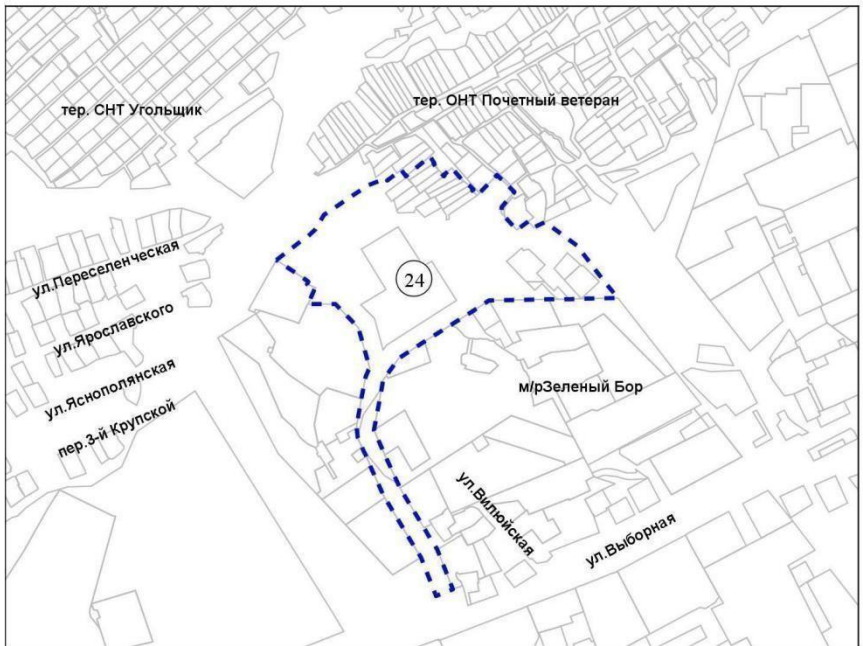 тер. СНТ Угольщик
тер. ОНТ Почетный ветеран
ул.Переселенческая
24
ул.Ярославского
ул.Яснополянская
м/рЗеленый Бор
пер.3-й Крупской
ул.Вилюйская
ул.Выборная